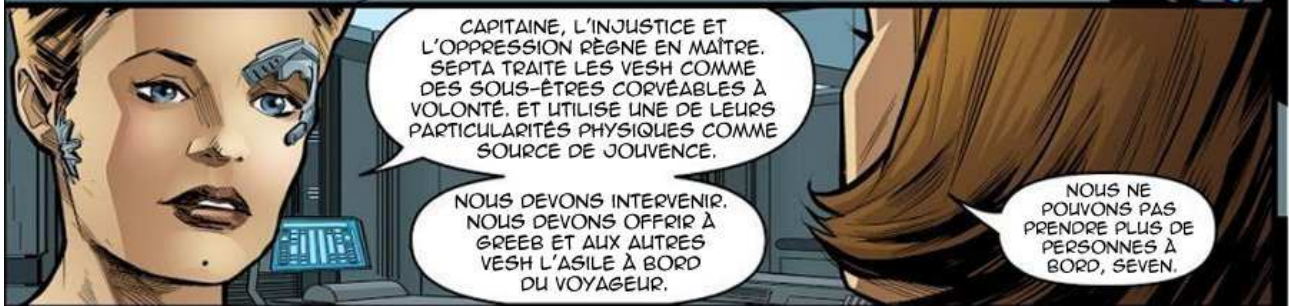 CAPITAINE, L'INJUSTICE ET
L'OPPRESSION RÈGNE EN MAÎTRE.
SEPTA TRAITE LES VESH COMME
DES SOUS-ÊTRES CORVÉABLES À
VOLONTÉ. ET UTILISE UNE DE LEURS
PARTICULARITÉS PHYSIQUES COMME
SOURCE DE JOUVENCE.
NOUS DEVONS INTERVENIR.
NOUS DEVONS OFFRIR À
GREEB ET AUX AUTRES
VESH L'ASILE À BORD
DU VOYAGEUR.
NOUS NE
POUVONS PAS
PRENDRE PLUS DE
PERSONNES À
BORD, SEVEN.